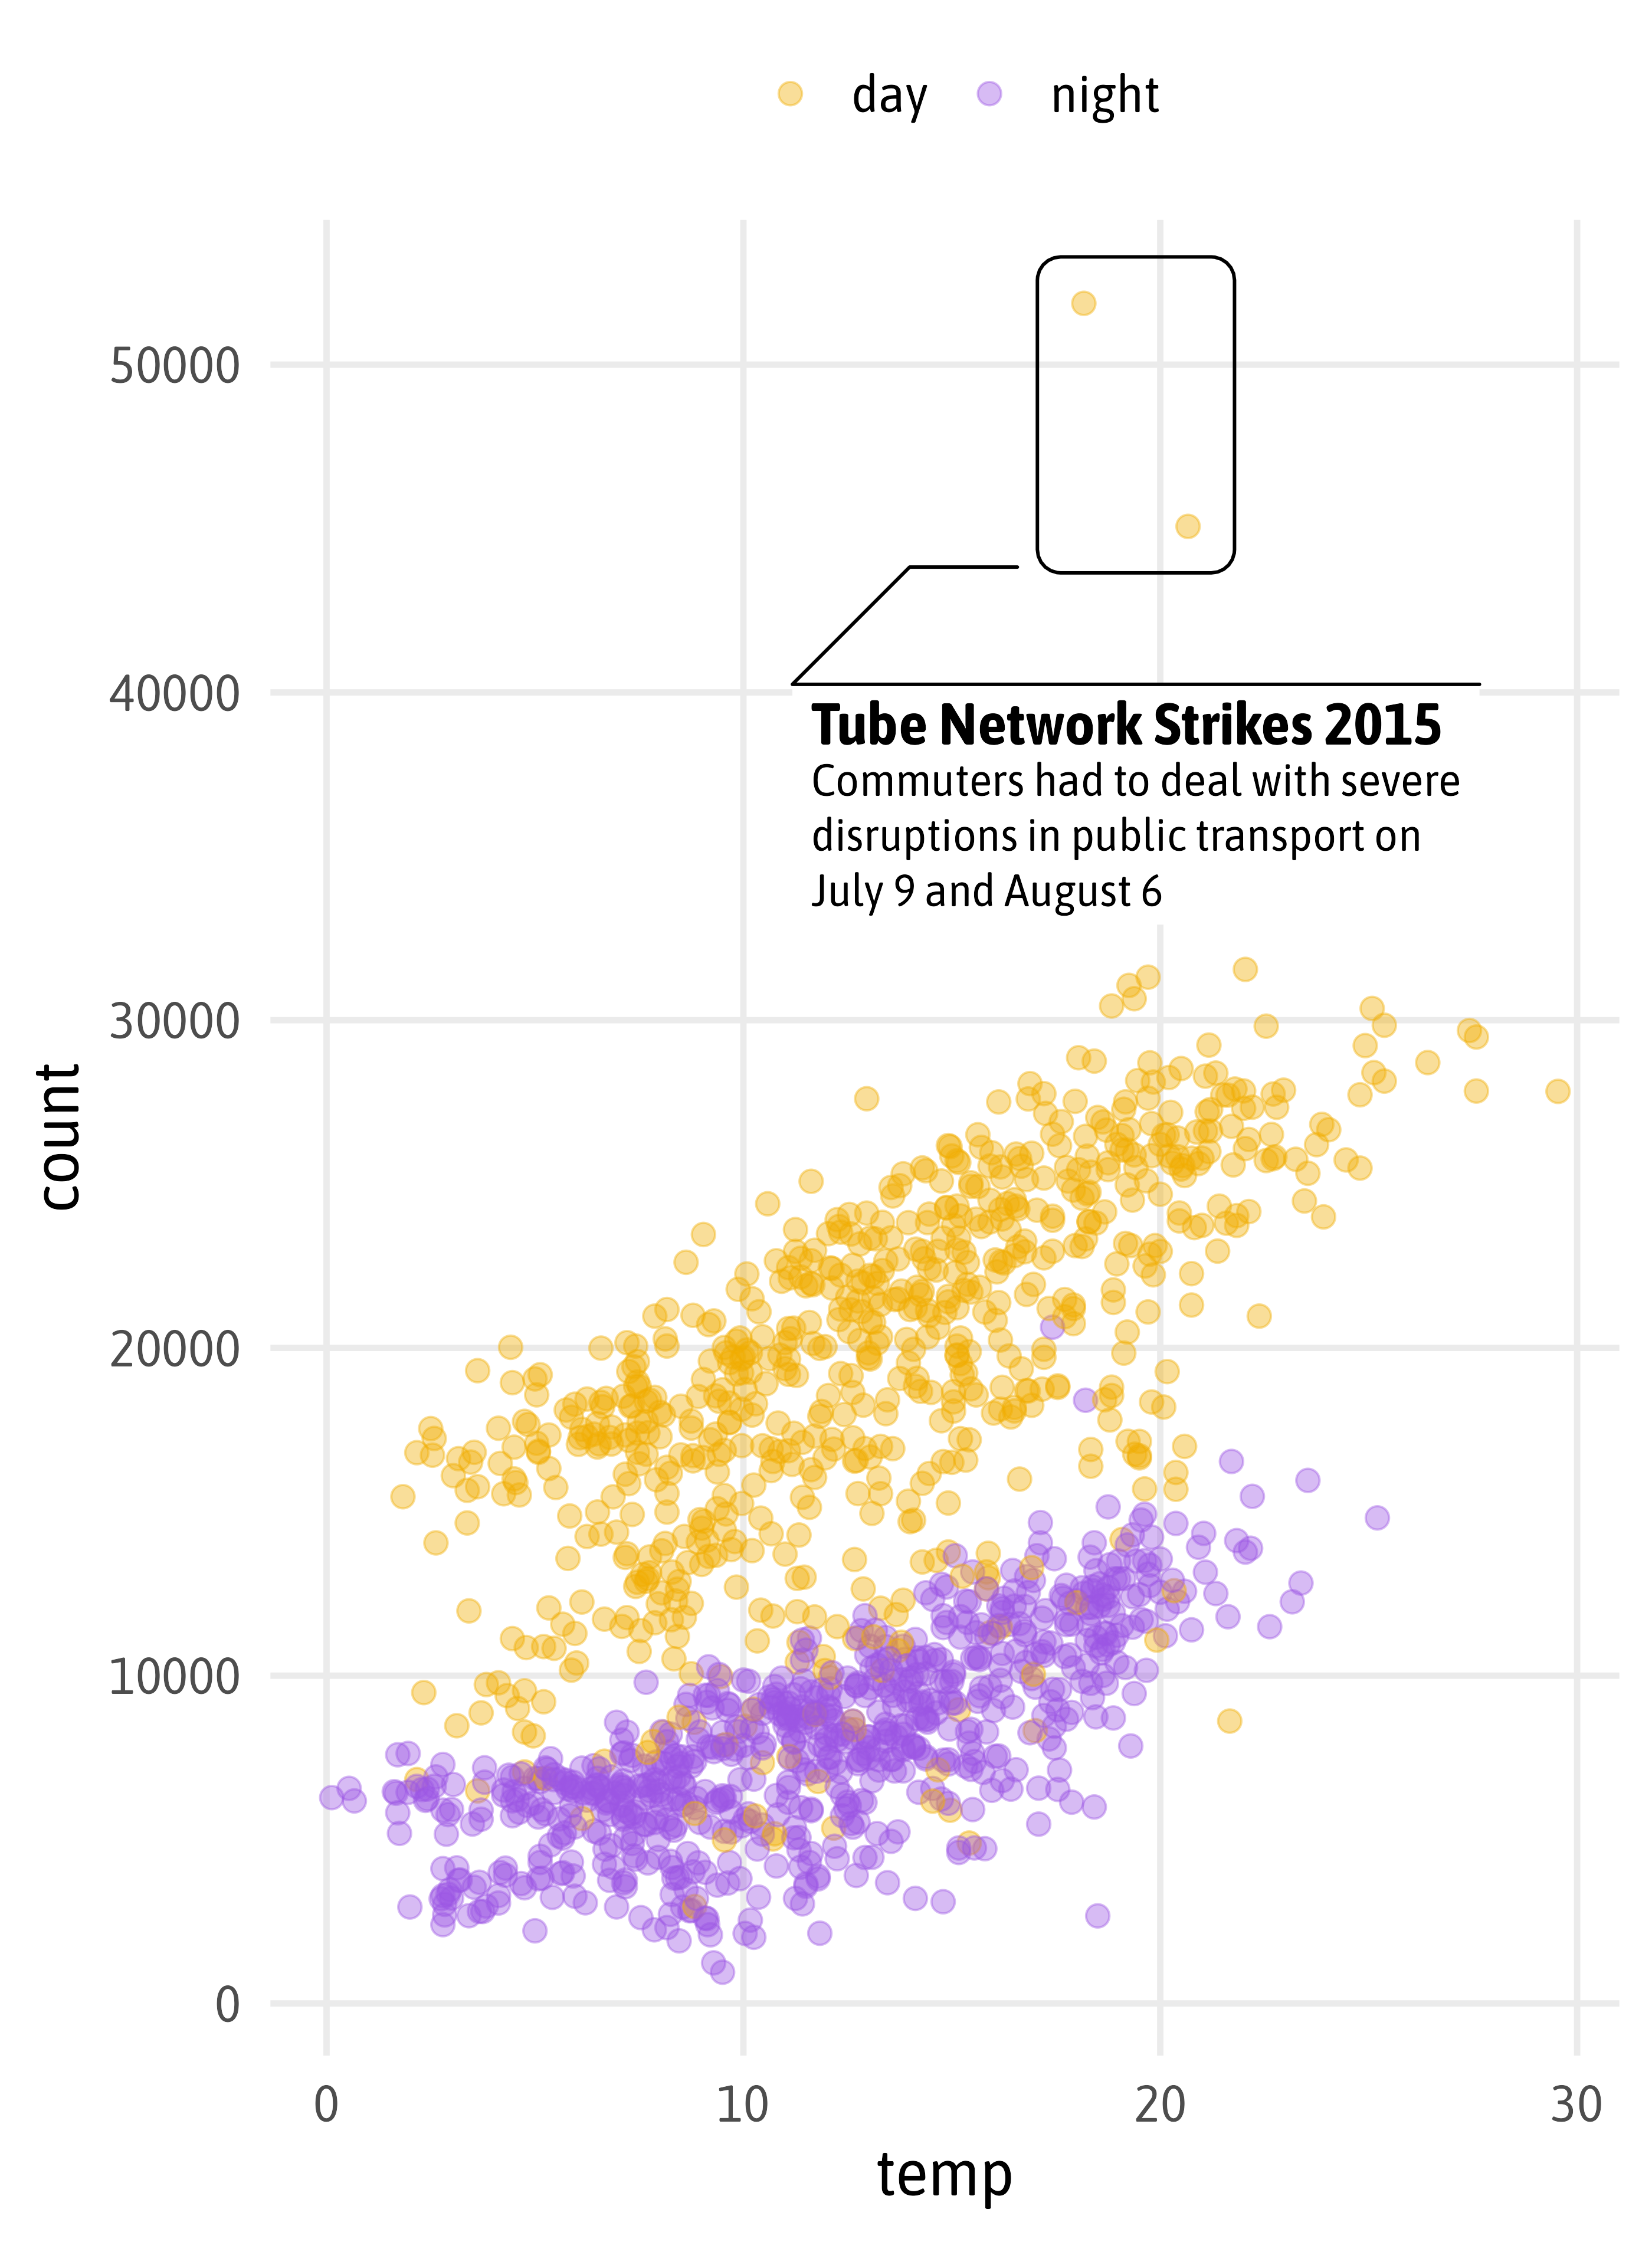 day night
50000
40000
Tube Network Strikes 2015
Commuters had to deal with severe
disruptions in public transport on
July 9 and August 6
30000
count
20000
10000
0
0 10 20 30
temp